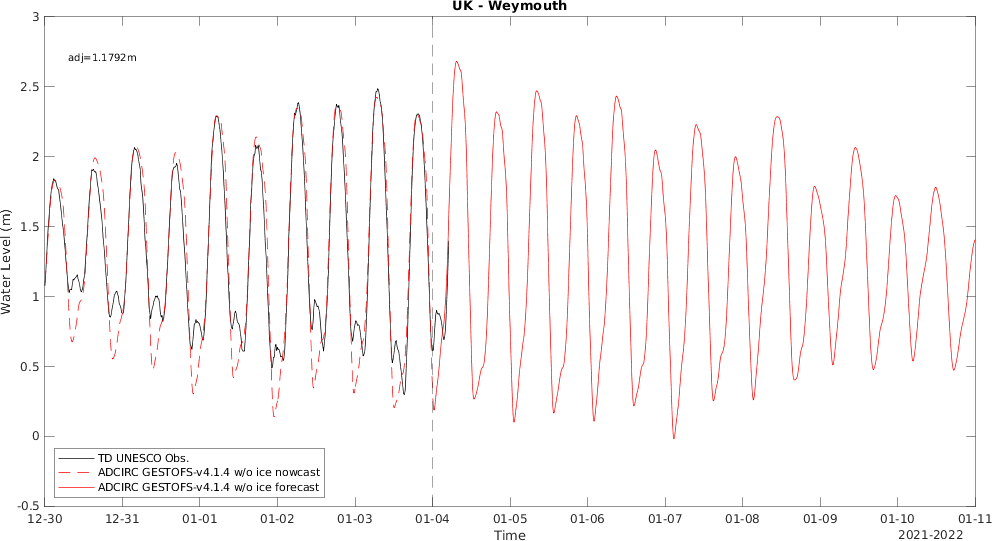 UK - Weymouth
adj=1.1792m
3
2.5
2
1.5
1
0.5
0
-0.5
Water Level (m)
TD UNESCO Obs.
ADCIRC GESTOFS-v4.1.4 w/o ice nowcast
ADCIRC GESTOFS-v4.1.4 w/o ice forecast
12-30 12-31 01-01 01-02 01-03 01-04 01-05 01-06 01-07 01-08 01-09 01-10 01-11
Time
2021-2022